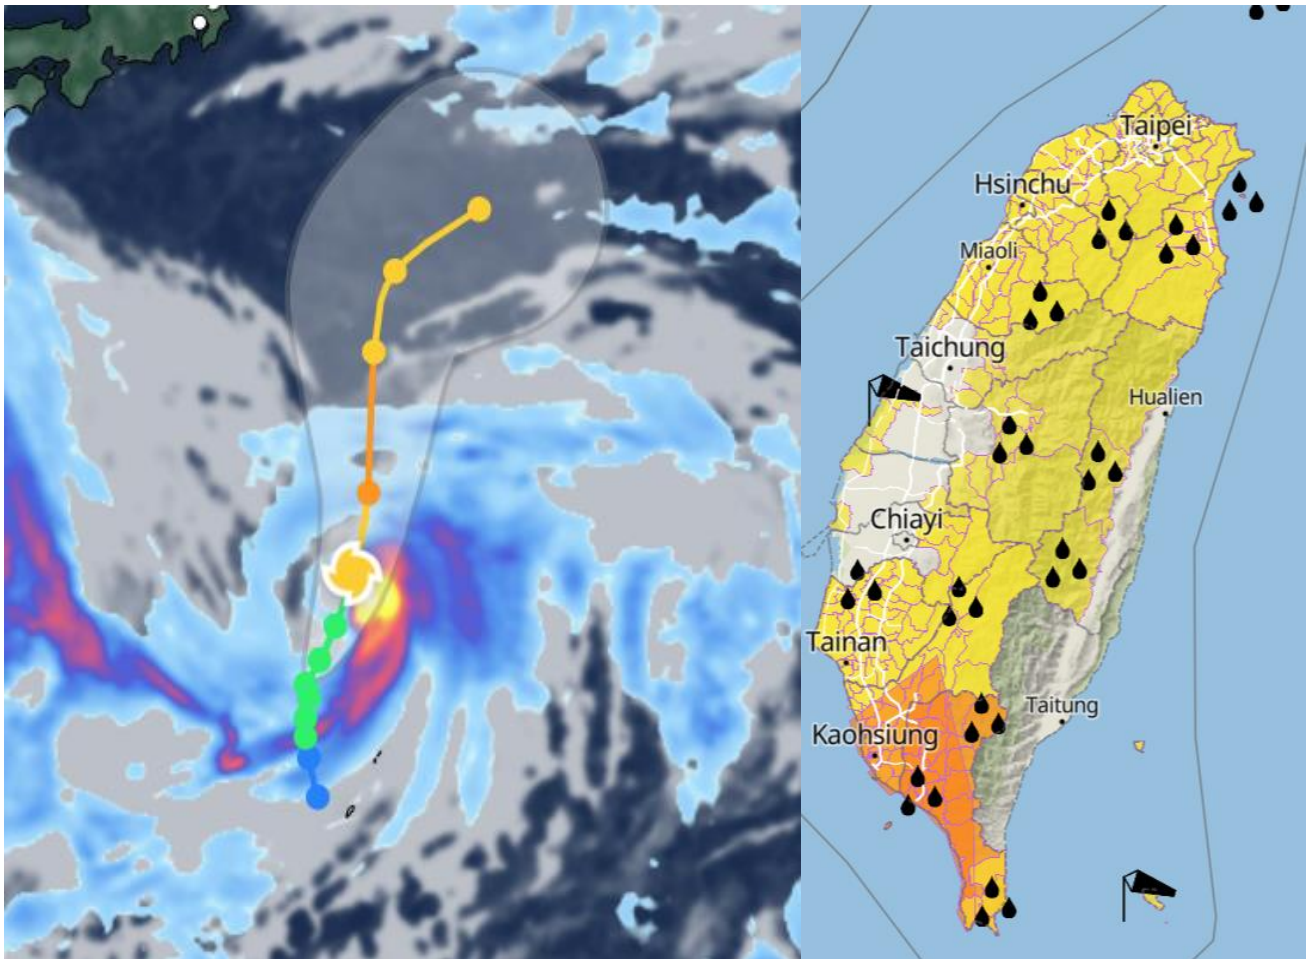 Taipei
Hsinchu
Miaoli
Taichung
Hualien
Chiayi
Tainan
Taitung
Kaohsiung